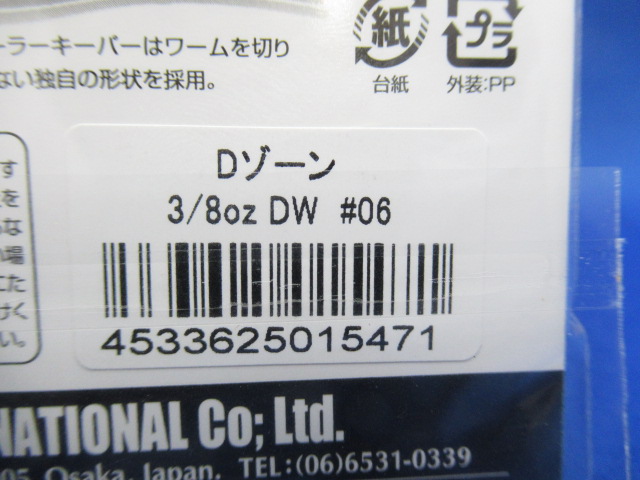 ーラーキーパーはワームを切り
ない独自の形状を採用。
紙
台紙
プラ
外装:PP
す
を
な
場
た
けく
い。
Dゾーン
3/8oz DW #06
4533625015471
NATIONAL Co; Ltd.
05 Osaka, Japan. TEL:(06)6531-0339